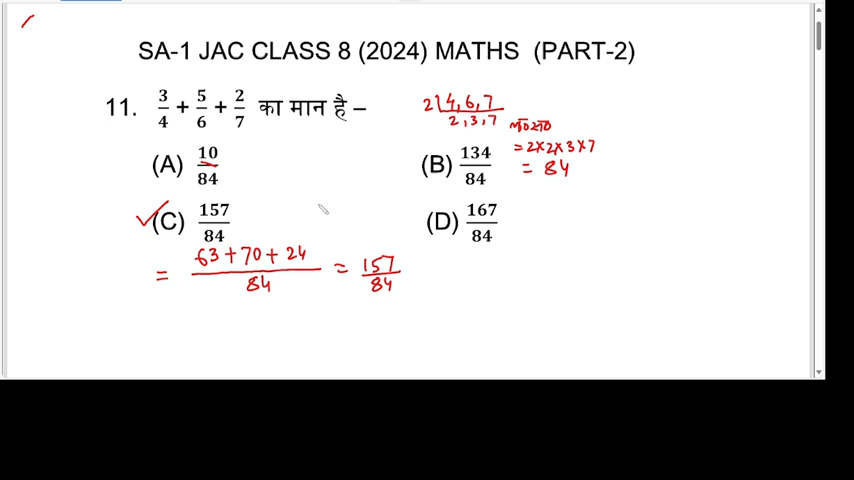 SA-1 JAC CLASS 8 (2024) MATHS (PART-2)
11. 3/4 + 5/6 + 2/7 का मान है –
2 | 4, 6, 7
2, 3, 7
= 2×2×3×7
= 84
(A) 10/84
(B) 134/84
(C) 157/84
(D) 167/84
= 63+70+24/84 = 157/84